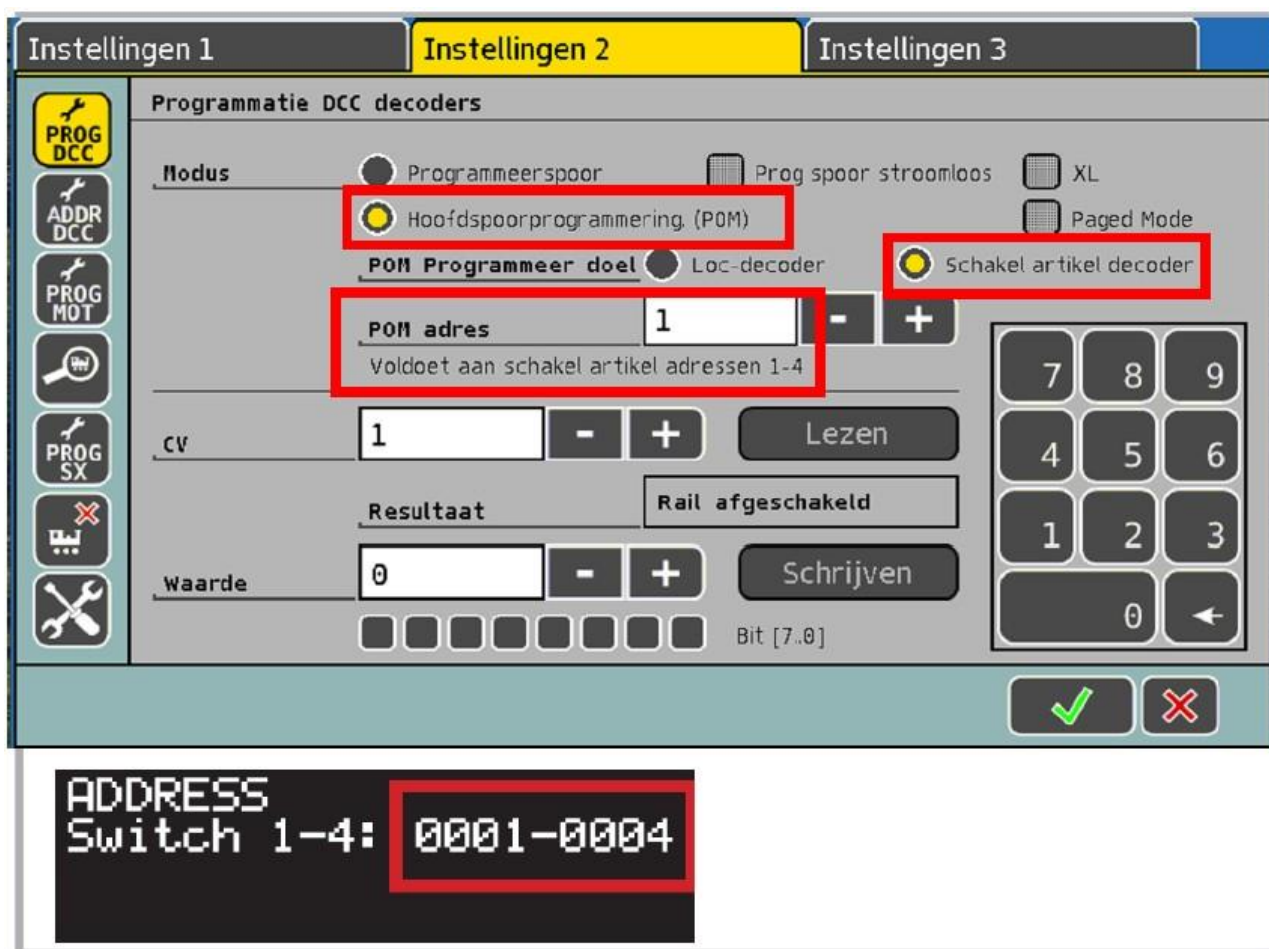 Instellingen 1 Instellingen 2 Instellingen 3
Programmatie DCC decoders
PROG DCC
ADDR DCC
PROG MOT
PROG SX
Modus Programmeerspoor Prog spoor stroomloos XL
Hoofdspoorprogrammering. (POM) Paged Mode
POM Programmeer doel Loc-decoder Schakel artikel decoder
POM adres 1 - +
Voldoet aan schakel artikel adressen 1-4
CV 1 - + Lezen
Resultaat Rail afgeschakeld
Waarde 0 - + Schrijven
Bit [7..0]
7 8 9
4 5 6
1 2 3
0
ADDRESS
Switch 1-4: 0001-0004